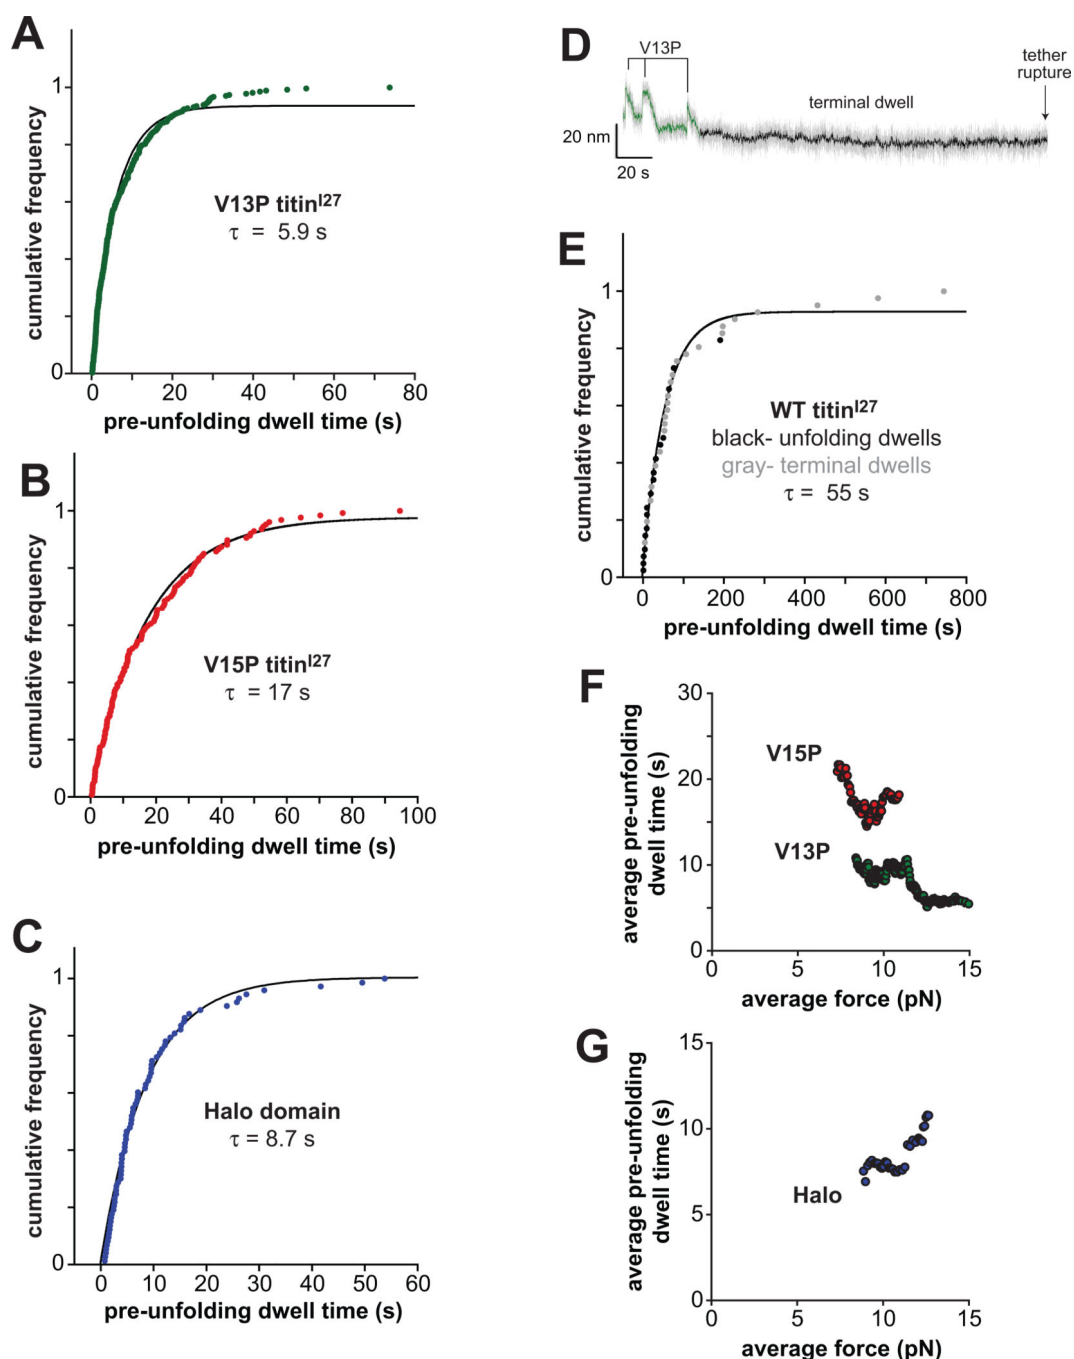 A
cumulative frequency
1
0
V13P titin^I27
τ = 5.9 s
0 20 40 60 80
pre-unfolding dwell time (s)
B
cumulative frequency
1
0
V15P titin^I27
τ = 17 s
0 20 40 60 80 100
pre-unfolding dwell time (s)
C
cumulative frequency
1
0
Halo domain
τ = 8.7 s
0 10 20 30 40 50 60
pre-unfolding dwell time (s)
D
V13P
tether
rupture
terminal dwell
20 nm
20 s
E
cumulative frequency
1
0
WT titin^I27
black- unfolding dwells
gray- terminal dwells
τ = 55 s
0 200 400 600 800
pre-unfolding dwell time (s)
F
average pre-unfolding
dwell time (s)
30
20
10
0
V15P
V13P
0 5 10 15
average force (pN)
G
average pre-unfolding
dwell time (s)
15
10
5
0
Halo
0 5 10 15
average force (pN)